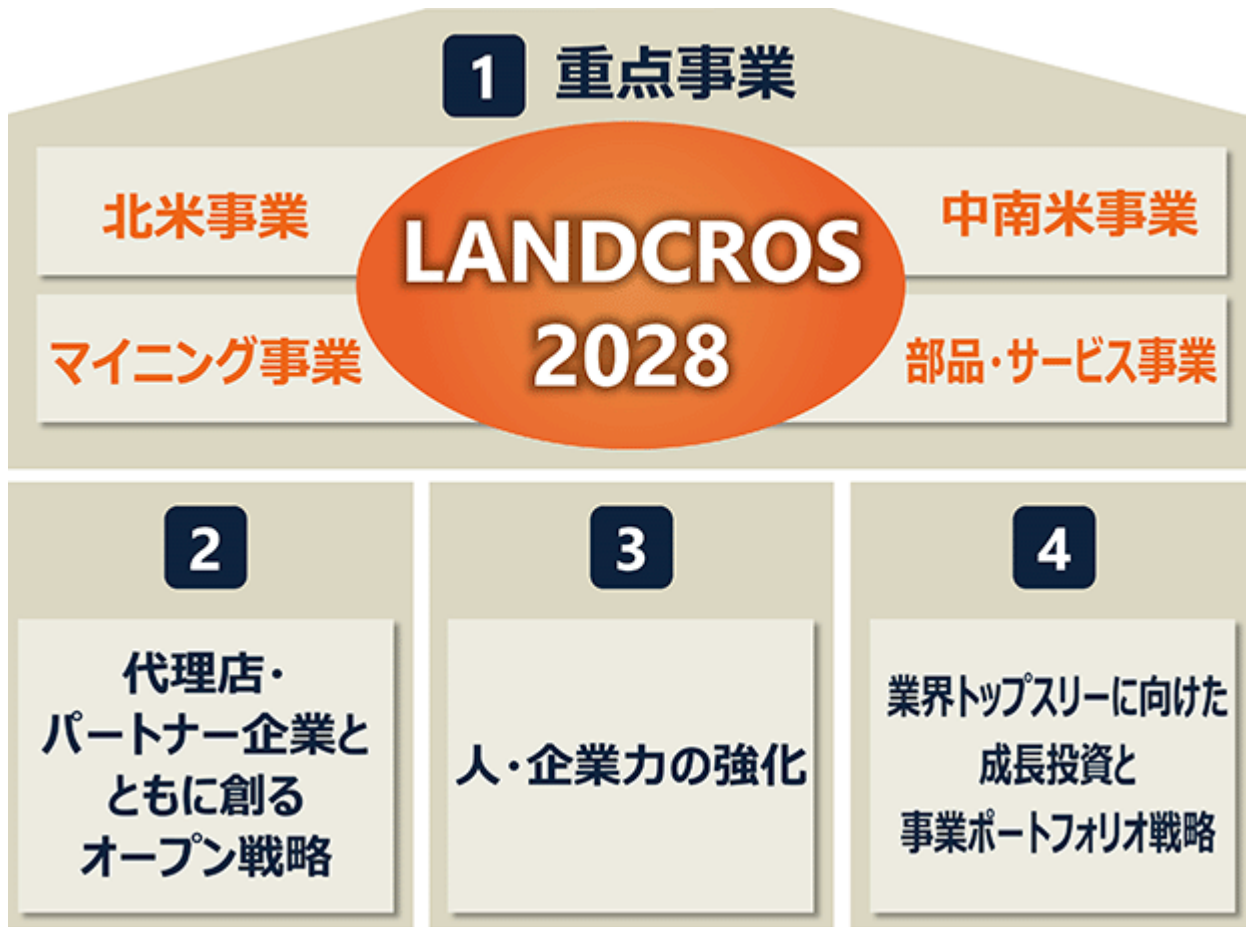 1 重点事業
北米事業
LANDCROS
2028
中南米事業
マイニング事業
部品・サービス事業
2
代理店・
パートナー企業と
ともに創る
オープン戦略
3
人・企業力の強化
4
業界トップスリーに向けた
成長投資と
事業ポートフォリオ戦略